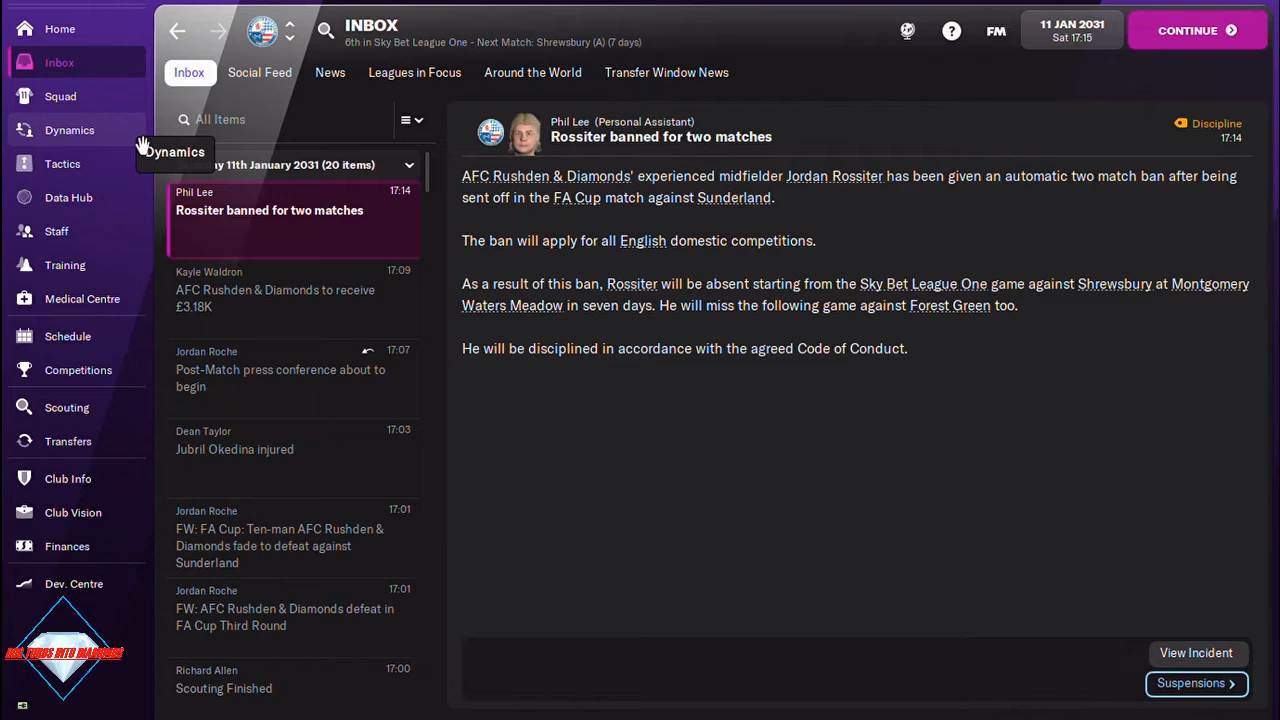 Home
Inbox
Squad
Dynamics
Tactics
Data Hub
Staff
Training
Medical Centre
Schedule
Competitions
Scouting
Transfers
Club Info
Club Vision
Finances
Dev. Centre
Dynamics
INBOX
6th in Sky Bet League One - Next Match: Shrewsbury (A) (7 days)
?
FM
11 JAN 2031
Sat 17:15
CONTINUE
Inbox Social Feed News Leagues in Focus Around the World Transfer Window News
All Items
11th January 2031 (20 items)
Phil Lee 17:14
Rossiter banned for two matches
Kayle Waldron 17:09
AFC Rushden & Diamonds to receive
£3.18K
Jordan Roche 17:07
Post-Match press conference about to
begin
Dean Taylor 17:03
Jubril Okedina injured
Jordan Roche 17:01
FW: FA Cup: Ten-man AFC Rushden &
Diamonds fade to defeat against
Sunderland
Jordan Roche 17:01
FW: AFC Rushden & Diamonds defeat in
FA Cup Third Round
Richard Allen 17:00
Scouting Finished
Phil Lee (Personal Assistant)
Rossiter banned for two matches
Discipline
17:14
AFC Rushden & Diamonds' experienced midfielder Jordan Rossiter has been given an automatic two match ban after being
sent off in the FA Cup match against Sunderland.
The ban will apply for all English domestic competitions.
As a result of this ban, Rossiter will be absent starting from the Sky Bet League One game against Shrewsbury at Montgomery
Waters Meadow in seven days. He will miss the following game against Forest Green too.
He will be disciplined in accordance with the agreed Code of Conduct.
View Incident
Suspensions